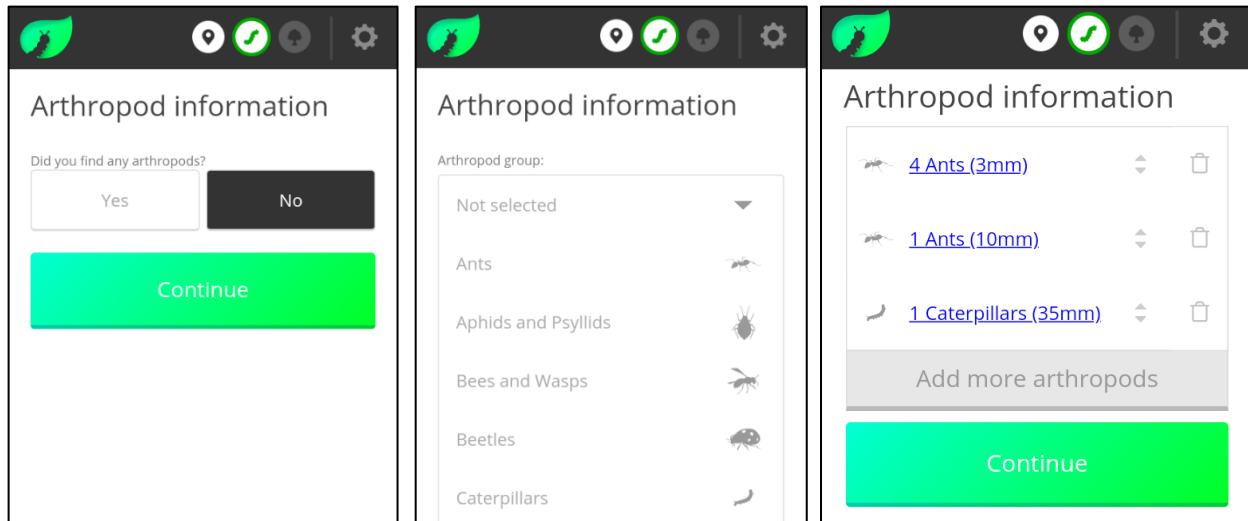 Arthropod information
Did you find any arthropods?
Yes
No
Continue
Arthropod information
Arthropod group:
Not selected
Ants
Aphids and Psyllids
Bees and Wasps
Beetles
Caterpillars
Arthropod information
4 Ants (3mm)
1 Ants (10mm)
1 Caterpillars (35mm)
Add more arthropods
Continue